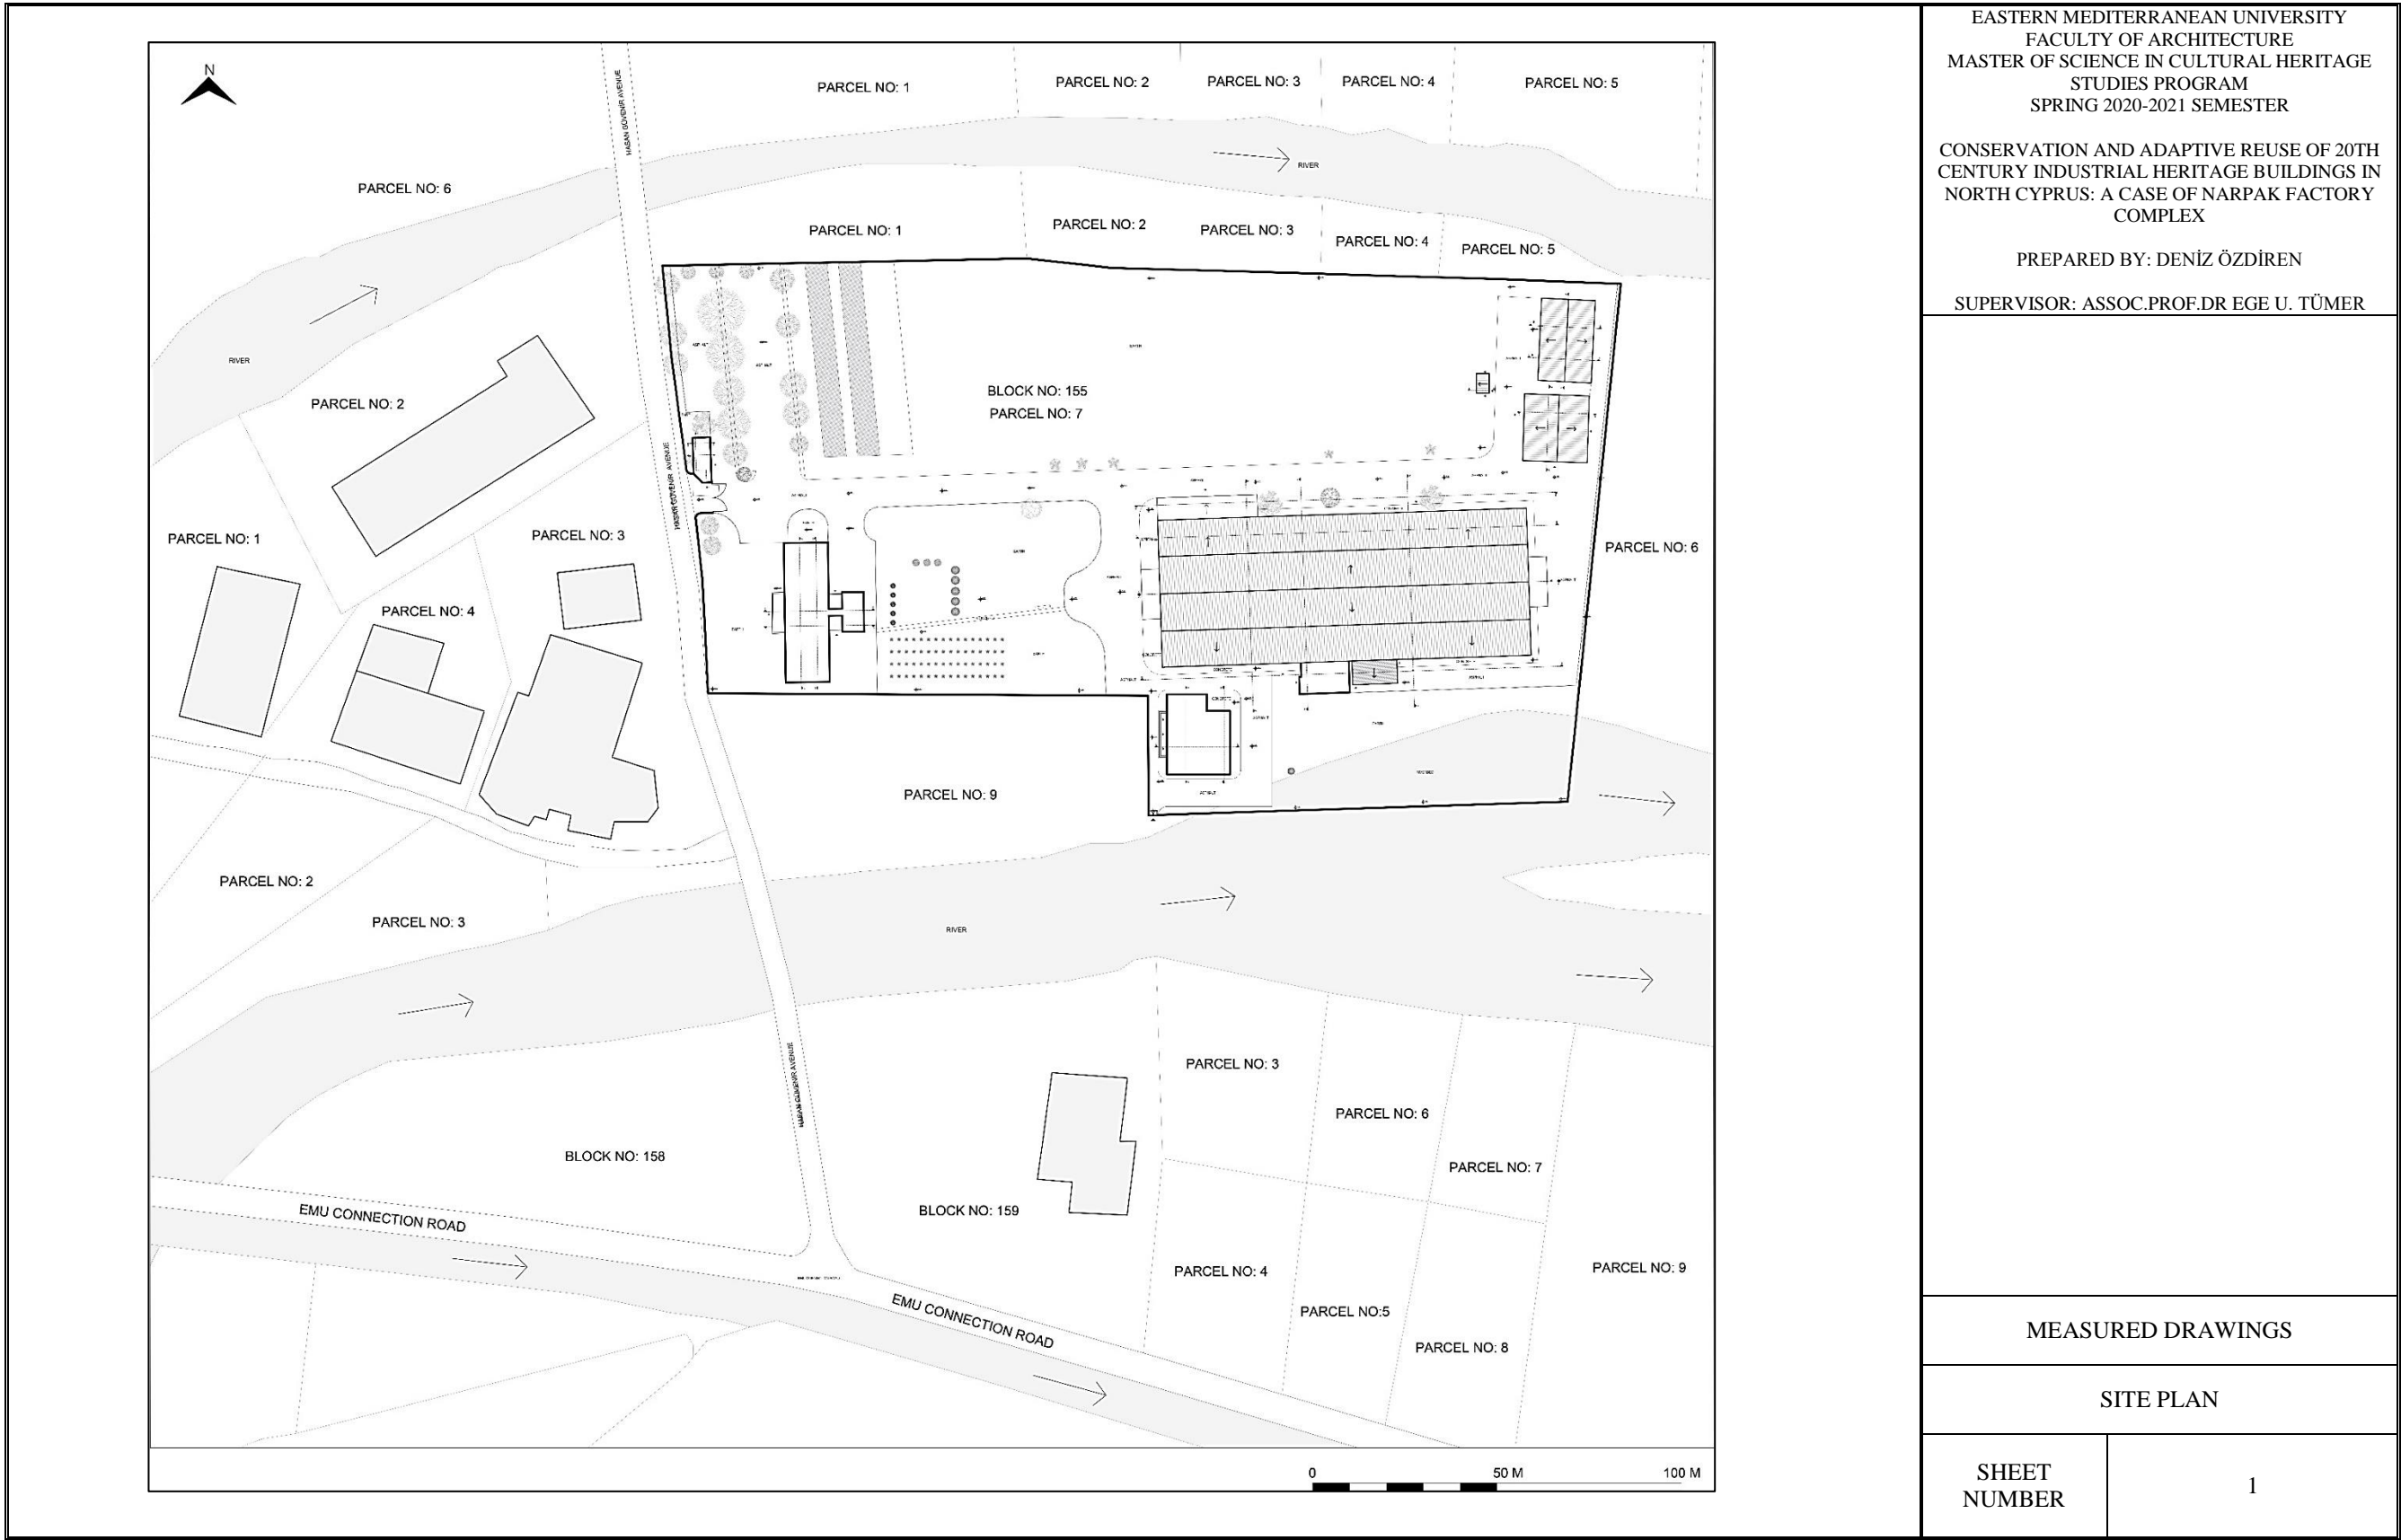 EASTERN MEDITERRANEAN UNIVERSITY
FACULTY OF ARCHITECTURE
MASTER OF SCIENCE IN CULTURAL HERITAGE
STUDIES PROGRAM
SPRING 2020-2021 SEMESTER
CONSERVATION AND ADAPTIVE REUSE OF 20TH
CENTURY INDUSTRIAL HERITAGE BUILDINGS IN
NORTH CYPRUS: A CASE OF NARPAK FACTORY
COMPLEX
PREPARED BY: DENİZ ÖZDİREN
SUPERVISOR: ASSOC.PROF.DR EGE U. TÜMER
N
HASAN GÜVENİR AVENUE
PARCEL NO: 1
PARCEL NO: 2
PARCEL NO: 3
PARCEL NO: 4
PARCEL NO: 5
RIVER
PARCEL NO: 6
PARCEL NO: 1
PARCEL NO: 2
PARCEL NO: 3
PARCEL NO: 4
PARCEL NO: 5
RIVER
PARCEL NO: 2
BLOCK NO: 155
PARCEL NO: 7
HASAN GÜVENİR AVENUE
PARCEL NO: 1
PARCEL NO: 3
PARCEL NO: 6
PARCEL NO: 4
PARCEL NO: 9
PARCEL NO: 2
PARCEL NO: 3
RIVER
PARCEL NO: 3
HASAN GÜVENİR AVENUE
PARCEL NO: 6
BLOCK NO: 158
PARCEL NO: 7
EMU CONNECTION ROAD
BLOCK NO: 159
PARCEL NO: 4
PARCEL NO: 9
EMU CONNECTION ROAD
PARCEL NO:5
PARCEL NO: 8
0 50 M 100 M
MEASURED DRAWINGS
SITE PLAN
SHEET
NUMBER
1